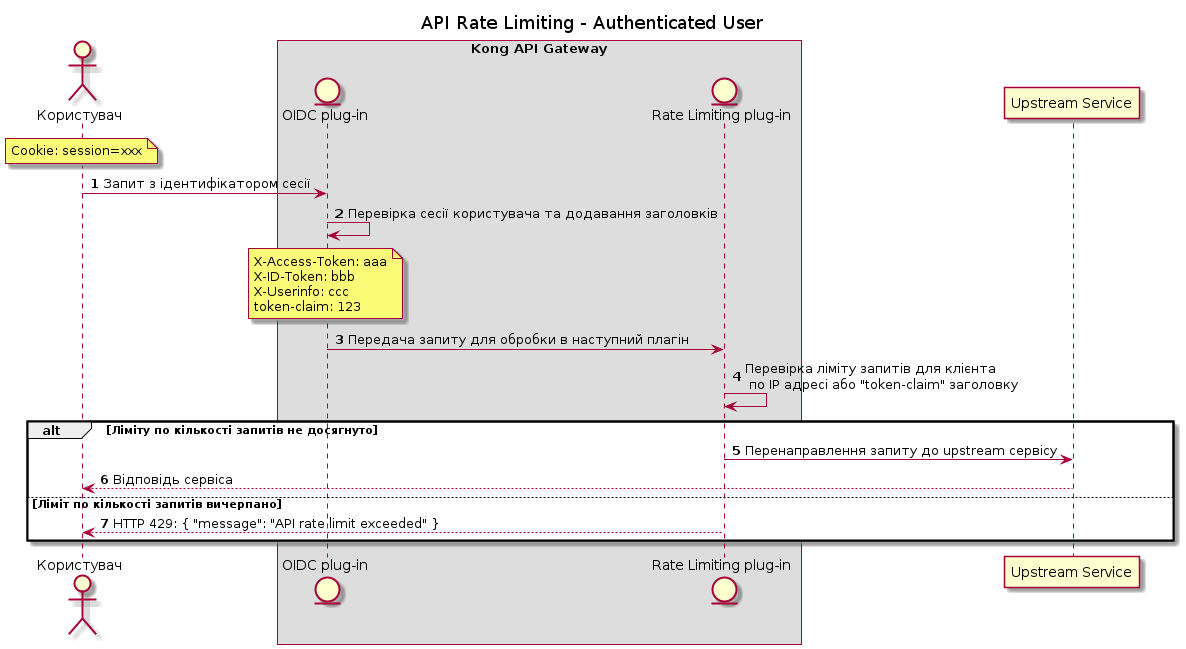 API Rate Limiting - Authenticated User
Kong API Gateway
Користувач
OIDC plug-in
Rate Limiting plug-in
Upstream Service
Cookie: session=xxx
1 Запит з ідентифікатором сесії
2 Перевірка сесії користувача та додавання заголовків
X-Access-Token: aaa
X-ID-Token: bbb
X-Userinfo: ccc
token-claim: 123
3 Передача запиту для обробки в наступний плагін
4 Перевірка ліміту запитів для клієнта
по IP адресі або "token-claim" заголовку
alt [Ліміту по кількості запитів не досягнуто]
5 Перенаправлення запиту до upstream сервісу
6 Відповідь сервіса
[Ліміт по кількості запитів вичерпано]
7 HTTP 429: { "message": "API rate limit exceeded" }
Користувач
OIDC plug-in
Rate Limiting plug-in
Upstream Service